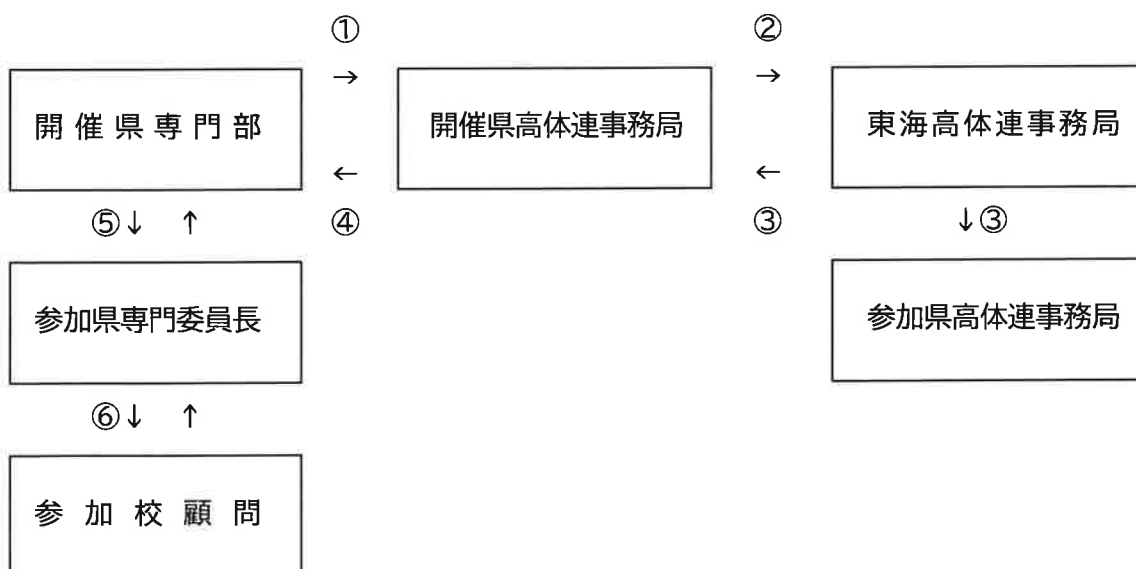 ① ②
→ →
開催県専門部 開催県高体連事務局 東海高体連事務局
← ←
⑤↓ ↑ ④ ③ ↓③
参加県専門委員長 参加県高体連事務局
⑥↓ ↑
参加校顧問